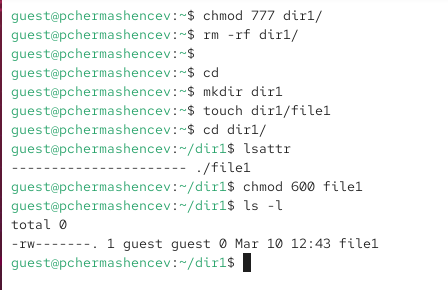 guest@pchermashencev:~$ chmod 777 dir1/
guest@pchermashencev:~$ rm -rf dir1/
guest@pchermashencev:~$
guest@pchermashencev:~$ cd
guest@pchermashencev:~$ mkdir dir1
guest@pchermashencev:~$ touch dir1/file1
guest@pchermashencev:~$ cd dir1/
guest@pchermashencev:~/dir1$ lsattr
---------------------- ./file1
guest@pchermashencev:~/dir1$ chmod 600 file1
guest@pchermashencev:~/dir1$ ls -l
total 0
-rw-------. 1 guest guest 0 Mar 10 12:43 file1
guest@pchermashencev:~/dir1$